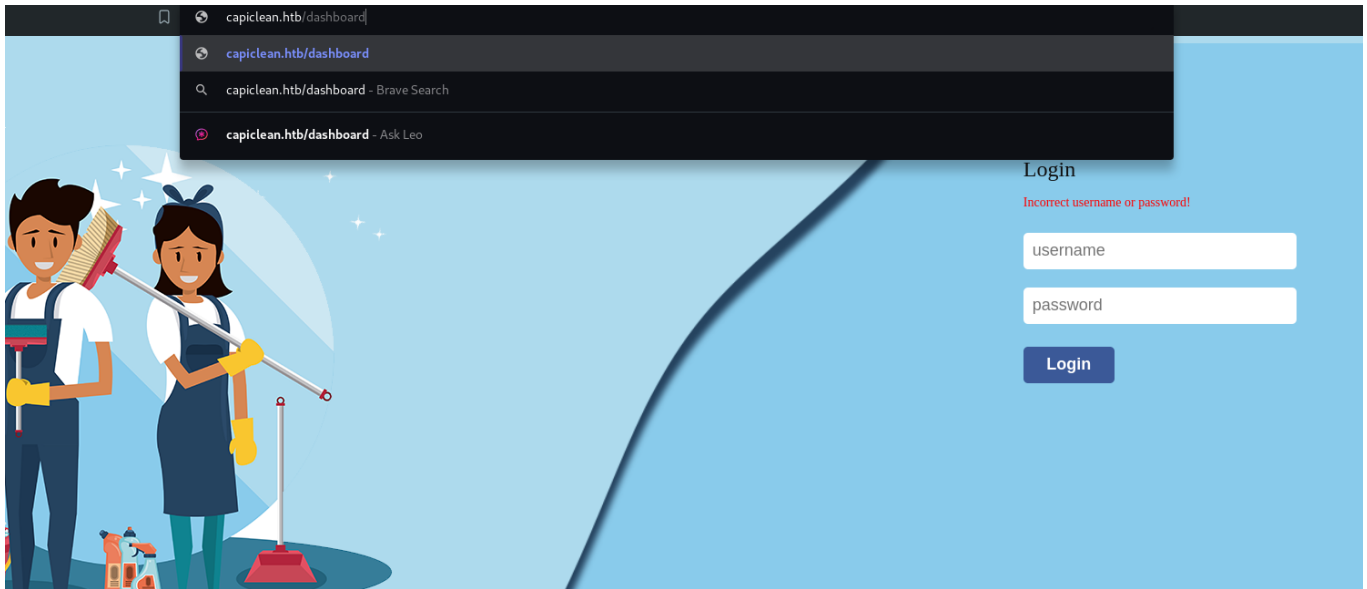 capiclean.htb/dashboard
capiclean.htb/dashboard
capiclean.htb/dashboard - Brave Search
capiclean.htb/dashboard - Ask Leo
Login
Incorrect username or password!
username
password
Login